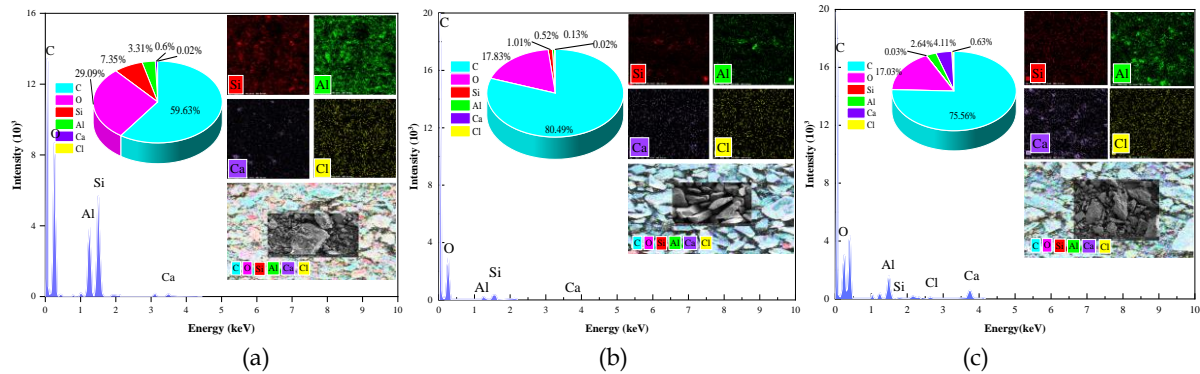 16
12
8
4
0
0 1 2 3 4 5 6 7 8 9 10
Intensity (10)³
Energy (keV)
C
O
Al
Si
Ca
C
O
Si
Al
Ca
Cl
59.63%
29.09%
7.35%
3.31%
0.6%
0.02%
Si
Al
Ca
Cl
C O Si Al Ca Cl
(a)
20
16
12
8
4
0
0 1 2 3 4 5 6 7 8 9 10
Intensity (10³)
Energy (keV)
C
O
Al
Si
Ca
C
O
Si
Al
Ca
Cl
80.49%
17.83%
1.01%
0.52%
0.13%
0.02%
Si
Al
Ca
Cl
C O Si Al Ca Cl
(b)
20
16
12
8
4
0
0 1 2 3 4 5 6 7 8 9 10
Intensity (10)³
Energy(keV)
C
O
Al
Si
Cl
Ca
C
O
Si
Al
Ca
Cl
75.56%
17.03%
0.03%
2.64%
4.11%
0.63%
Si
Al
Ca
Cl
C O Si Al Ca Cl
(c)